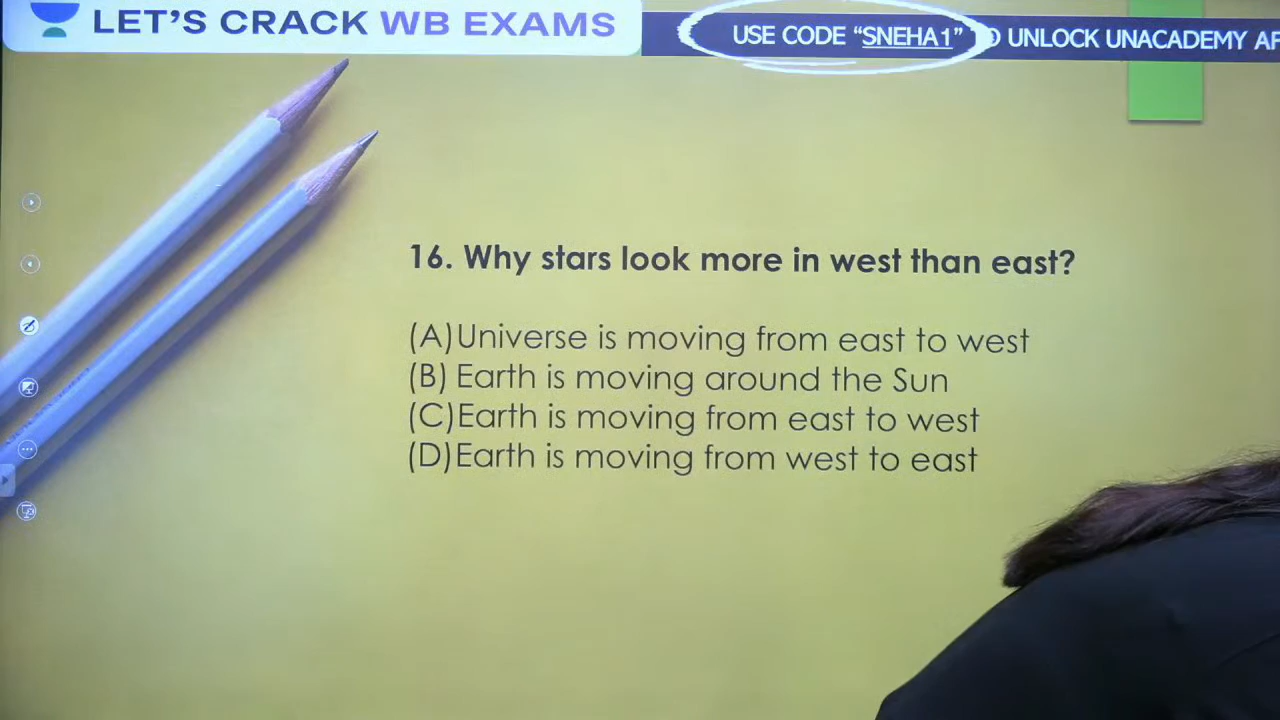 LET'S CRACK WB EXAMS
USE CODE "SNEHA1" TO UNLOCK UNACADEMY
16. Why stars look more in west than east?
(A)Universe is moving from east to west
(B) Earth is moving around the Sun
(C)Earth is moving from east to west
(D)Earth is moving from west to east